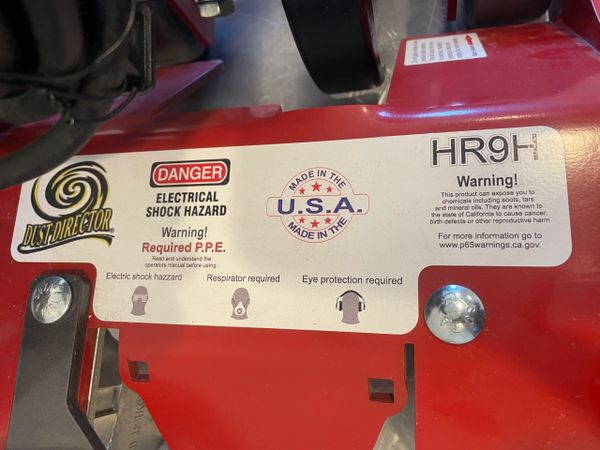 DUST DIRECTOR
DANGER
ELECTRICAL
SHOCK HAZARD
Warning!
Required P.P.E.
Read and understand the
operators manual before using.
Electric shock hazzard
Respirator required
Eye protection required
MADE IN THE
U.S.A.
MADE IN THE
HR9H
Warning!
This product can expose you to
chemicals including soots, tars
and mineral oils. They are known to
the state of California to cause cancer,
birth defects or other reproductive harm
For more information go to
www.p65warnings.ca.gov.